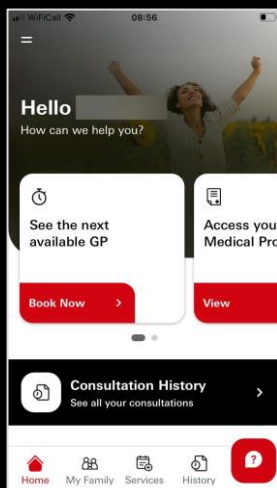 WiFiCall 08:56
Hello
How can we help you?
See the next
available GP
Access you
Medical Pro
Book Now
View
Consultation History
See all your consultations
Home My Family Services History